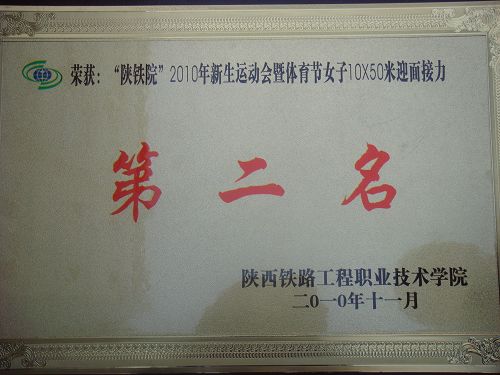 荣获：“陕铁院”2010年新生运动会暨体育节女子10X50米迎面接力
第二名
陕西铁路工程职业技术学院
二〇一〇年十一月